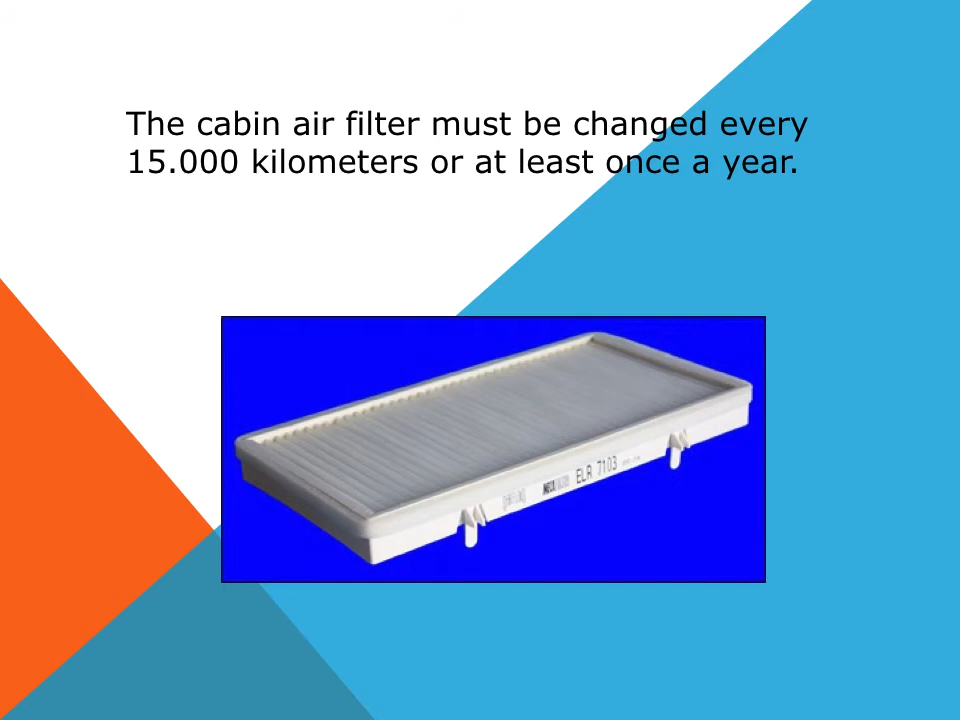 The cabin air filter must be changed every
15.000 kilometers or at least once a year.
ELR 7103